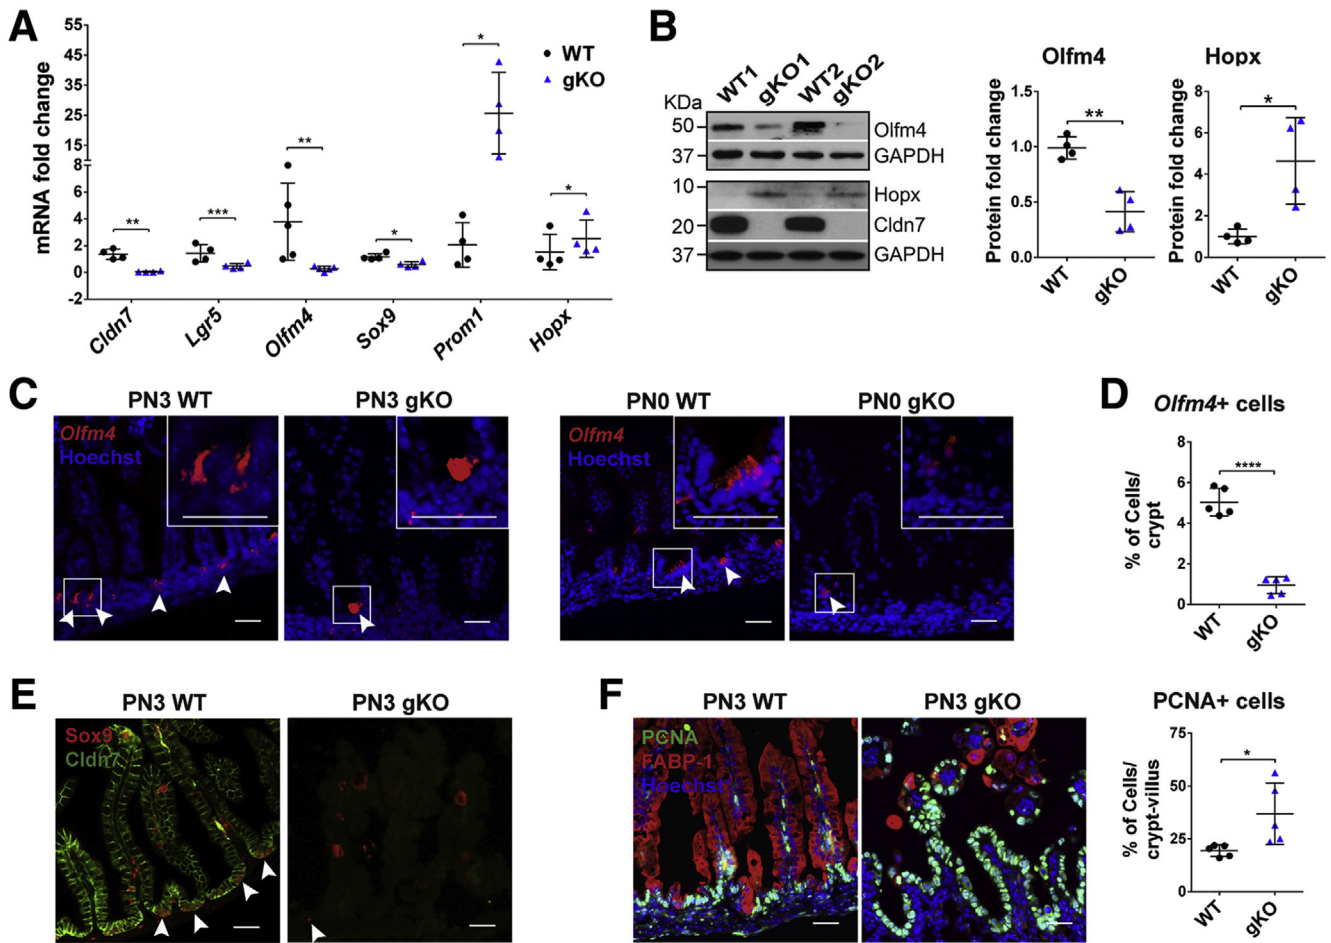 A
mRNA fold change
55
45
35
25
15
8
6
4
2
0
-2
WT
gKO
**
***
**
*
*
*
Cldn7
Lgr5
Olfm4
Sox9
Prom1
Hopx
B
WT1
gKO1
WT2
gKO2
KDa
50
Olfm4
37
GAPDH
10
Hopx
20
Cldn7
37
GAPDH
Olfm4
Protein fold change
1.5
1.0
0.5
0.0
**
WT
gKO
Hopx
Protein fold change
8
6
4
2
0
*
WT
gKO
C
PN3 WT
PN3 gKO
PN0 WT
PN0 gKO
Olfm4
Hoechst
Olfm4
Hoechst
D
Olfm4+ cells
% of Cells/
crypt
8
6
4
2
0
****
WT
gKO
E
PN3 WT
PN3 gKO
Sox9
Cldn7
F
PN3 WT
PN3 gKO
PCNA
FABP-1
Hoechst
PCNA+ cells
% of Cells/
crypt-villus
75
50
25
0
*
WT
gKO